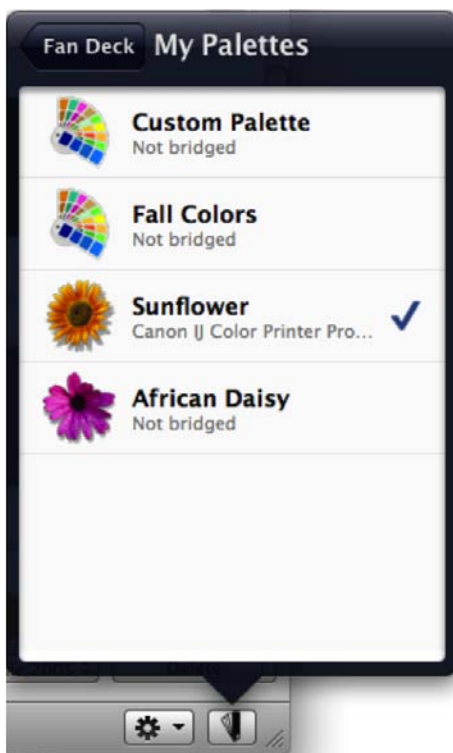 Fan Deck My Palettes
Custom Palette
Not bridged
Fall Colors
Not bridged
Sunflower
Canon IJ Color Printer Pro...
African Daisy
Not bridged